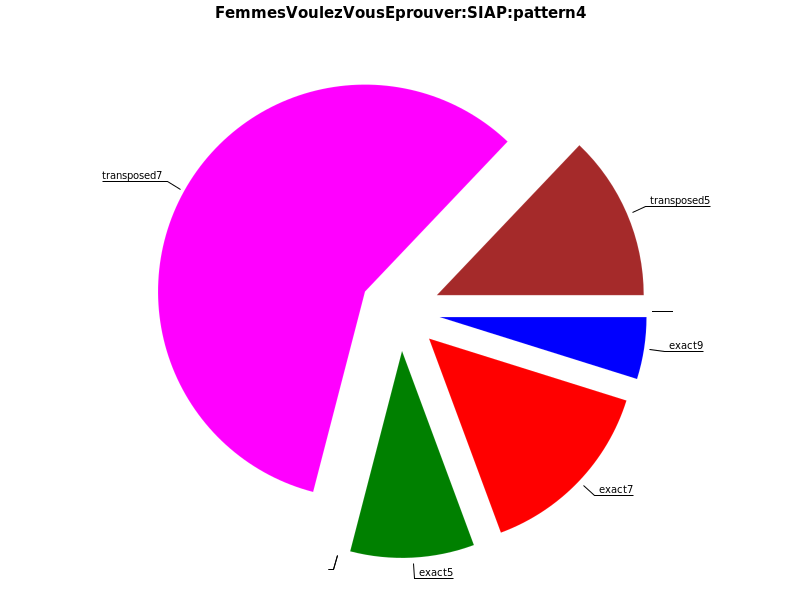 FemmesVoulezVousEprouver:SIAP:pattern4
transposed7
transposed5
exact9
exact7
exact5